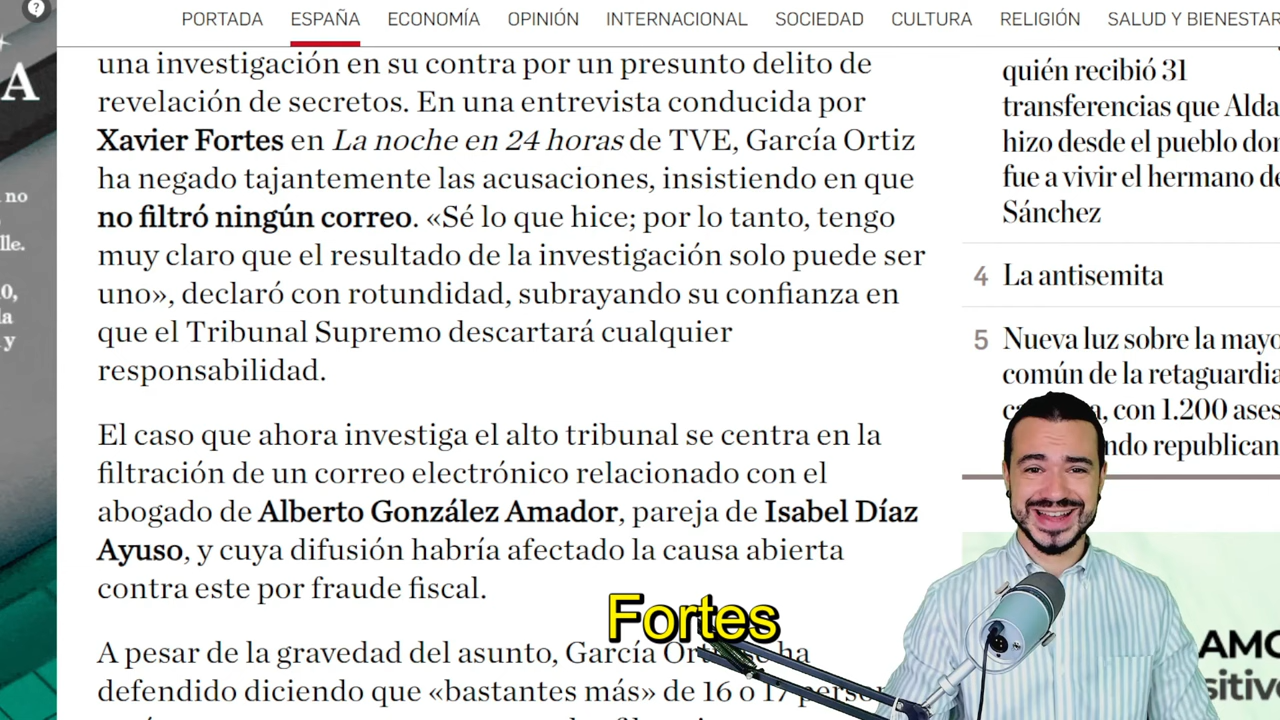 PORTADA ESPAÑA ECONOMÍA OPINIÓN INTERNACIONAL SOCIEDAD CULTURA RELIGIÓN SALUD Y BIENESTAR
una investigación en su contra por un presunto delito de
revelación de secretos. En una entrevista conducida por
Xavier Fortes en La noche en 24 horas de TVE, García Ortiz
ha negado tajantemente las acusaciones, insistiendo en que
no filtró ningún correo. «Sé lo que hice; por lo tanto, tengo
muy claro que el resultado de la investigación solo puede ser
uno», declaró con rotundidad, subrayando su confianza en
que el Tribunal Supremo descartará cualquier
responsabilidad.
El caso que ahora investiga el alto tribunal se centra en la
filtración de un correo electrónico relacionado con el
abogado de Alberto González Amador, pareja de Isabel Díaz
Ayuso, y cuya difusión habría afectado la causa abierta
contra este por fraude fiscal.
A pesar de la gravedad del asunto, García ha
defendido diciendo que «bastantes más» de 16 o 17
Fortes
quién recibió 31
transferencias que Alda
hizo desde el pueblo don
fue a vivir el hermano de
Sánchez
4 La antisemita
5 Nueva luz sobre la mayo
común de la retaguardia
con 1.200 ases
republican
AMO
sitivo
?
A
no
lle.
0,
la
y